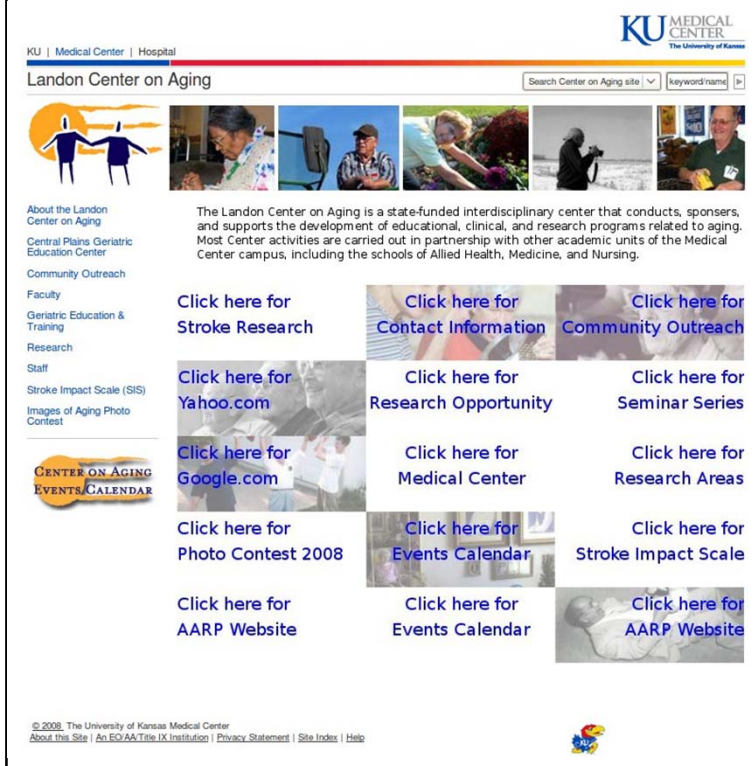 KU MEDICAL
CENTER
The University of Kansas
KU | Medical Center | Hospital
Landon Center on Aging
Search Center on Aging site
keyword/name
About the Landon
Center on Aging
Central Plains Geriatric
Education Center
Community Outreach
Faculty
Geriatric Education &
Training
Research
Staff
Stroke Impact Scale (SIS)
Images of Aging Photo
Contest
CENTER ON AGING
EVENTS CALENDAR
The Landon Center on Aging is a state-funded interdisciplinary center that conducts, sponsors,
and supports the development of educational, clinical, and research programs related to aging.
Most Center activities are carried out in partnership with other academic units of the Medical
Center campus, including the schools of Allied Health, Medicine, and Nursing.
Click here for
Stroke Research
Click here for
Contact Information
Click here for
Community Outreach
Click here for
Yahoo.com
Click here for
Research Opportunity
Click here for
Seminar Series
Click here for
Google.com
Click here for
Medical Center
Click here for
Research Areas
Click here for
Photo Contest 2008
Click here for
Events Calendar
Click here for
Stroke Impact Scale
Click here for
AARP Website
Click here for
Events Calendar
Click here for
AARP Website
© 2008 The University of Kansas Medical Center
About this Site | An EO/AA/Title IX Institution | Privacy Statement | Site Index | Help
KU